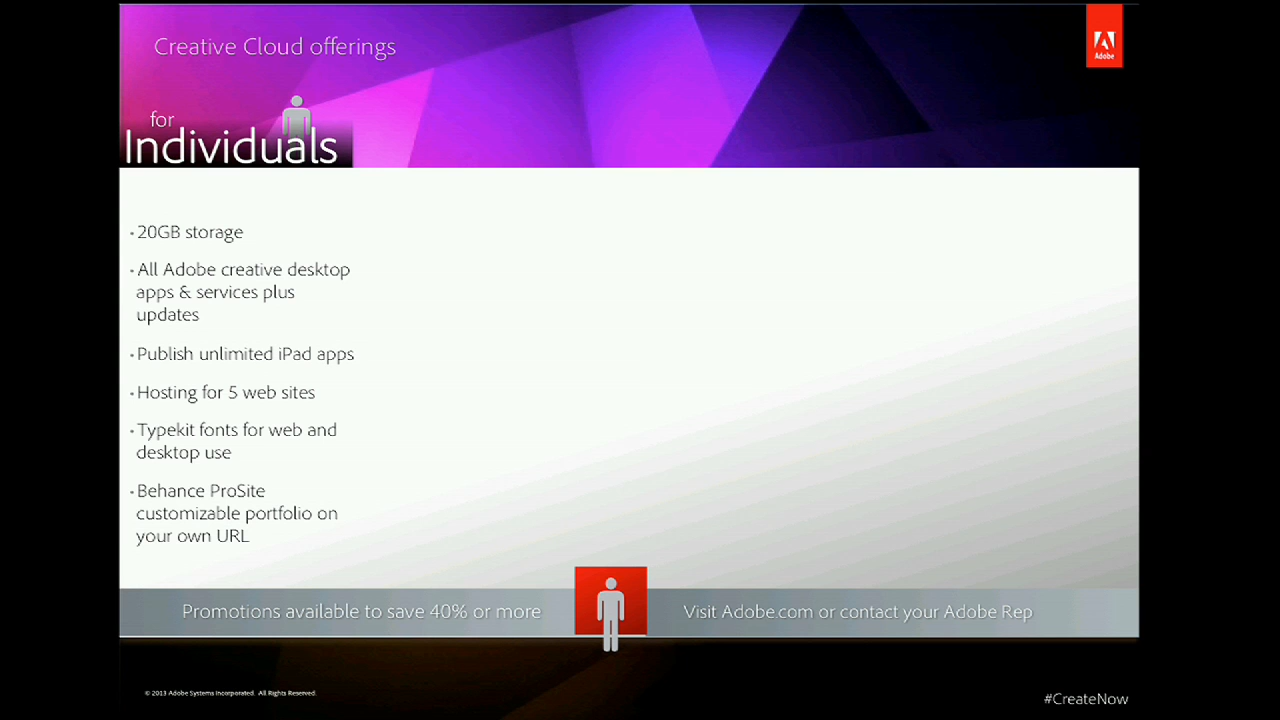 Creative Cloud offerings
Adobe
for
Individuals
• 20GB storage
• All Adobe creative desktop
apps & services plus
updates
• Publish unlimited iPad apps
• Hosting for 5 web sites
• Typekit fonts for web and
desktop use
• Behance ProSite
customizable portfolio on
your own URL
Promotions available to save 40% or more
Visit Adobe.com or contact your Adobe Rep
© 2013 Adobe Systems Incorporated. All Rights Reserved.
#CreateNow